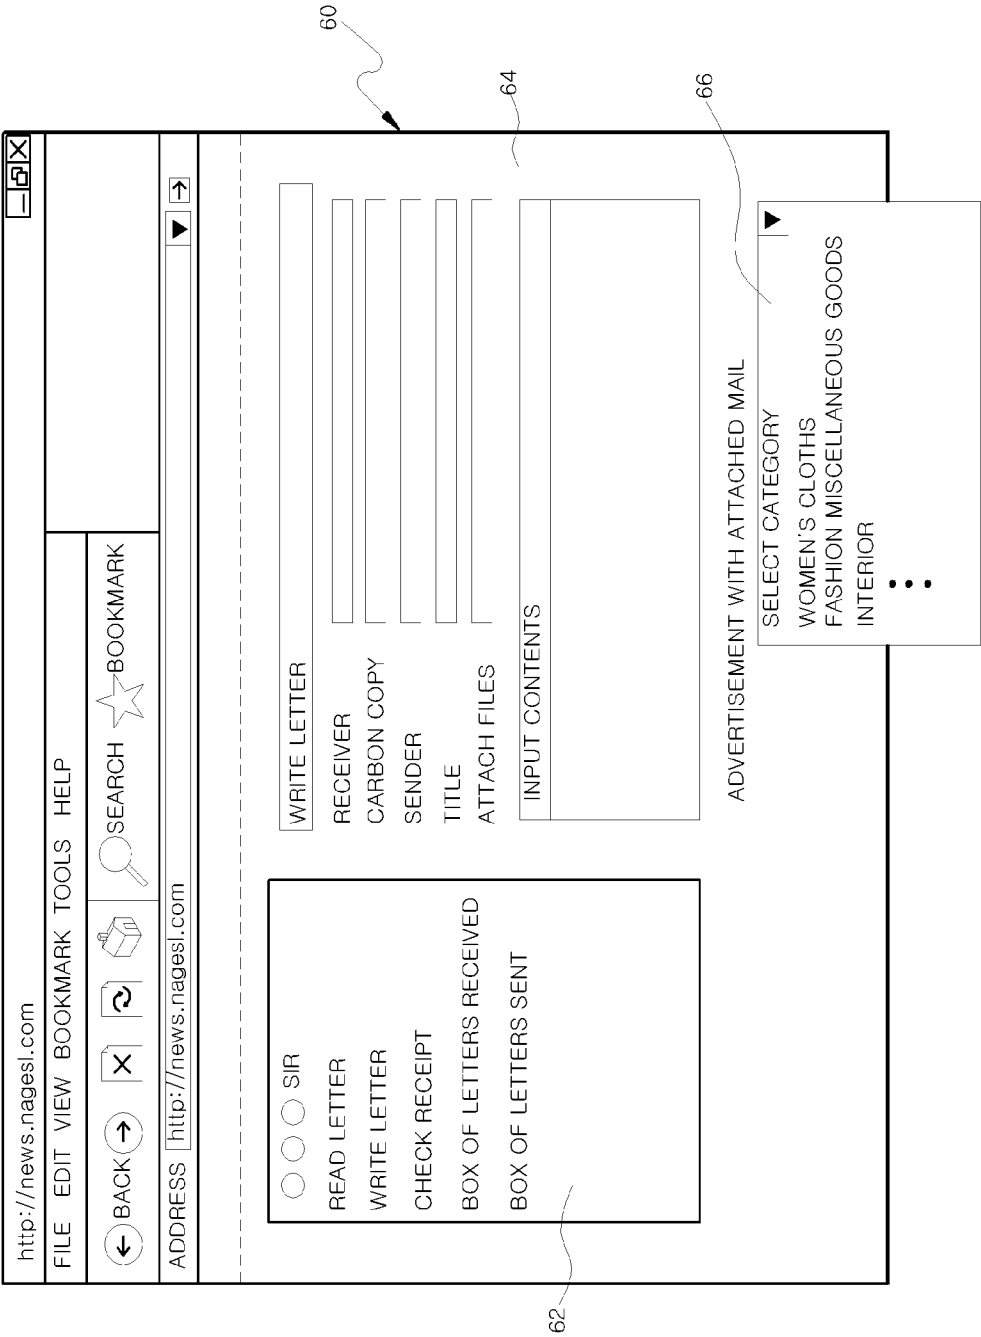 60
http://news.nagesl.com
FILE EDIT VIEW BOOKMARK TOOLS HELP
BACK SEARCH BOOKMARK
ADDRESS http://news.nagesl.com
○○○ SIR
READ LETTER
WRITE LETTER
CHECK RECEIPT
BOX OF LETTERS RECEIVED
BOX OF LETTERS SENT
62
WRITE LETTER
RECEIVER
CARBON COPY
SENDER
TITLE
ATTACH FILES
64
INPUT CONTENTS
ADVERTISEMENT WITH ATTACHED MAIL
66
SELECT CATEGORY
WOMEN'S CLOTHS
FASHION MISCELLANEOUS GOODS
INTERIOR